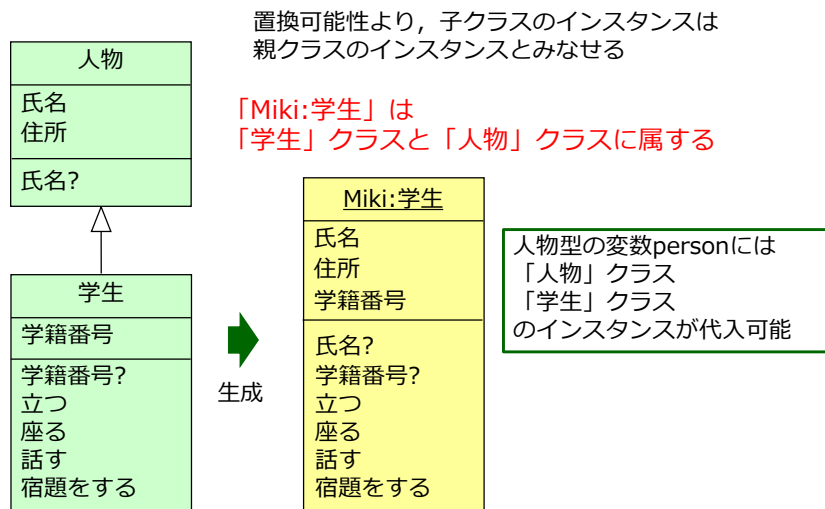 置換可能性より，子クラスのインスタンスは
親クラスのインスタンスとみなせる
「Miki:学生」は
「学生」クラスと「人物」クラスに属する
人物
氏名
住所
氏名?
学生
学籍番号
学籍番号?
立つ
座る
話す
宿題をする
生成
Miki:学生
氏名
住所
学籍番号
氏名?
学籍番号?
立つ
座る
話す
宿題をする
人物型の変数personには
「人物」クラス
「学生」クラス
のインスタンスが代入可能